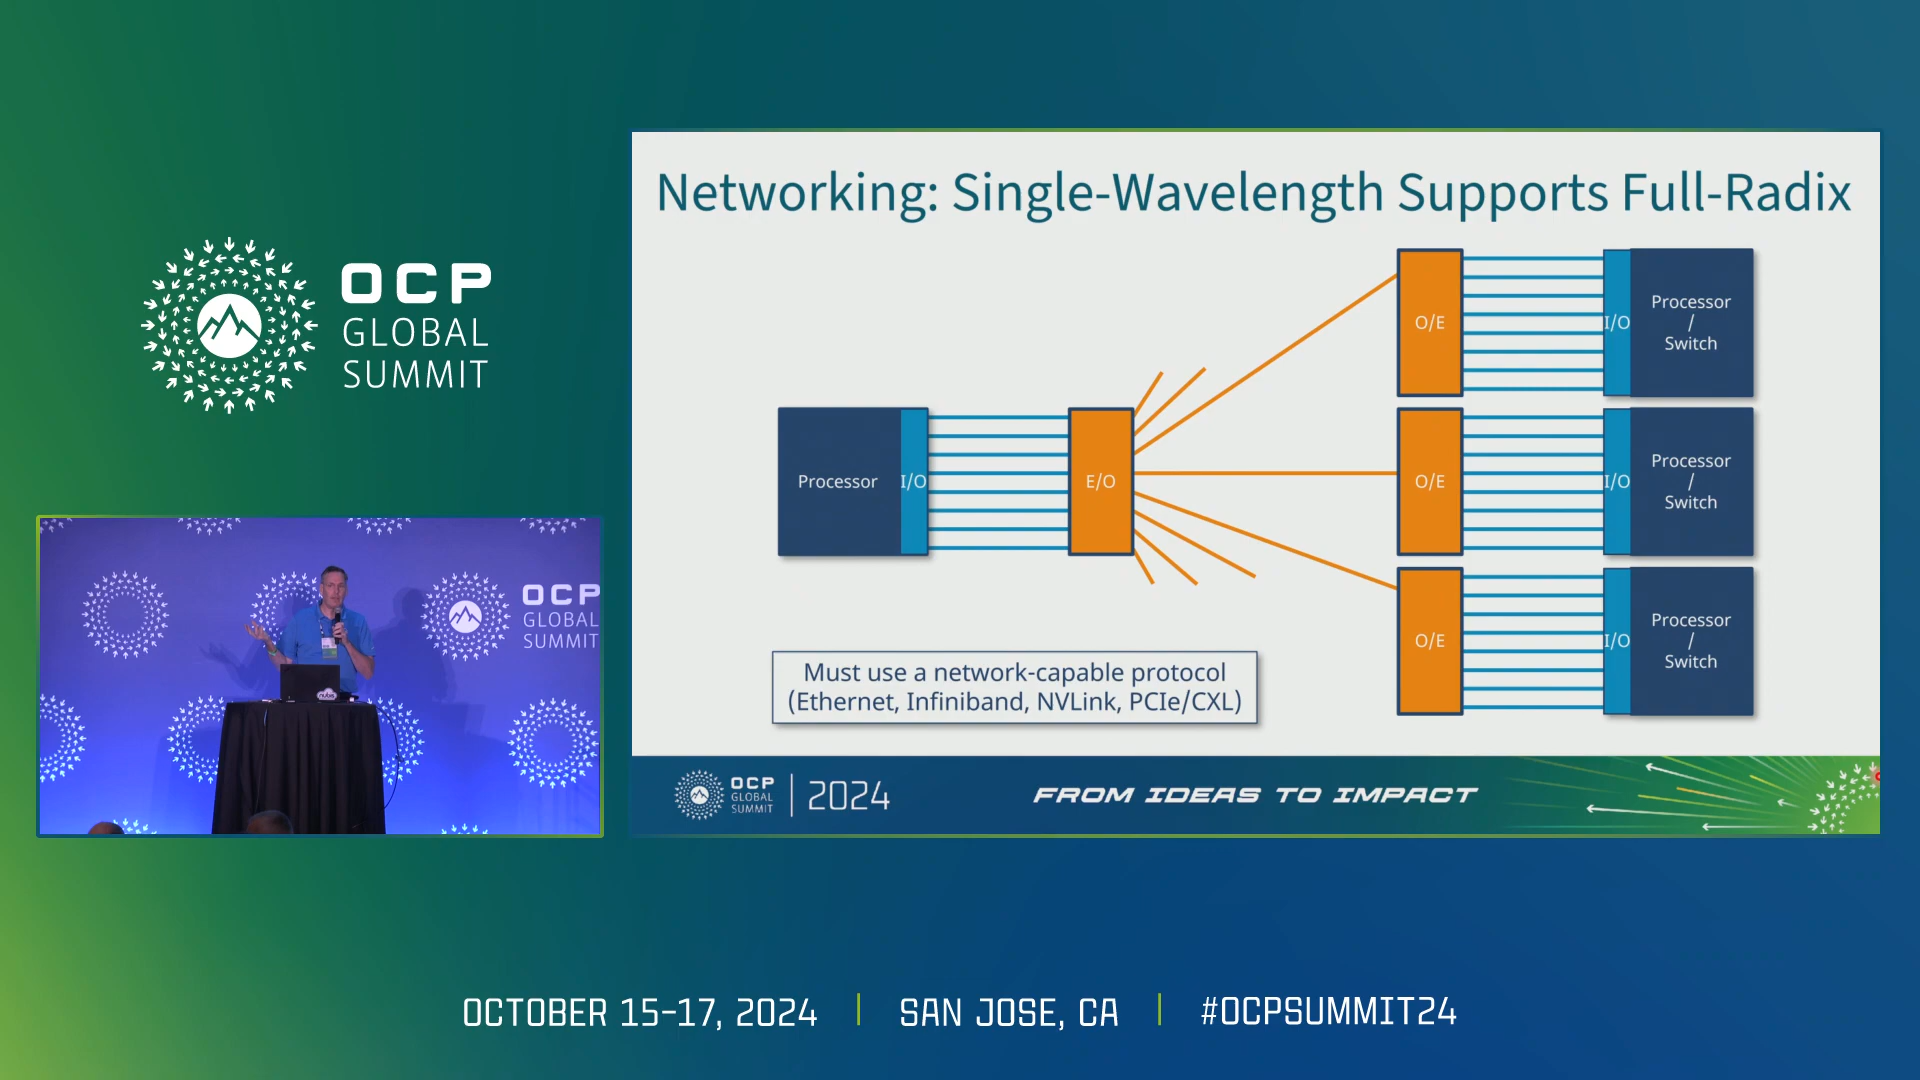 OCP
GLOBAL
SUMMIT
Networking: Single-Wavelength Supports Full-Radix
Processor
I/O
E/O
O/E
I/O
Processor
/
Switch
O/E
I/O
Processor
/
Switch
O/E
I/O
Processor
/
Switch
Must use a network-capable protocol
(Ethernet, Infiniband, NVLink, PCIe/CXL)
OCP
GLOBAL
SUMMIT
2024
FROM IDEAS TO IMPACT
OCP
GLOBAL
SUMMIT
nubis
OCTOBER 15-17, 2024
SAN JOSE, CA
#OCPSUMMIT24